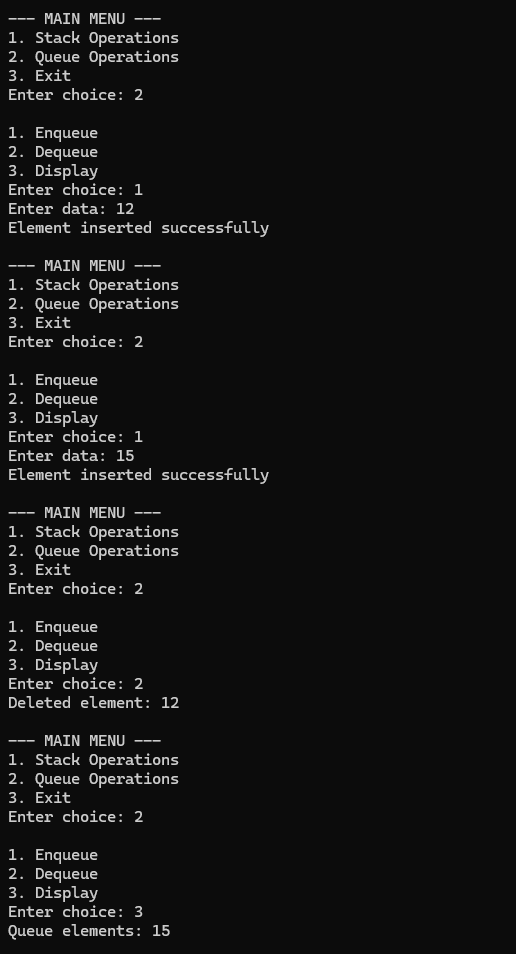 --- MAIN MENU ---
1. Stack Operations
2. Queue Operations
3. Exit
Enter choice: 2

1. Enqueue
2. Dequeue
3. Display
Enter choice: 1
Enter data: 12
Element inserted successfully

--- MAIN MENU ---
1. Stack Operations
2. Queue Operations
3. Exit
Enter choice: 2

1. Enqueue
2. Dequeue
3. Display
Enter choice: 1
Enter data: 15
Element inserted successfully

--- MAIN MENU ---
1. Stack Operations
2. Queue Operations
3. Exit
Enter choice: 2

1. Enqueue
2. Dequeue
3. Display
Enter choice: 2
Deleted element: 12

--- MAIN MENU ---
1. Stack Operations
2. Queue Operations
3. Exit
Enter choice: 2

1. Enqueue
2. Dequeue
3. Display
Enter choice: 3
Queue elements: 15